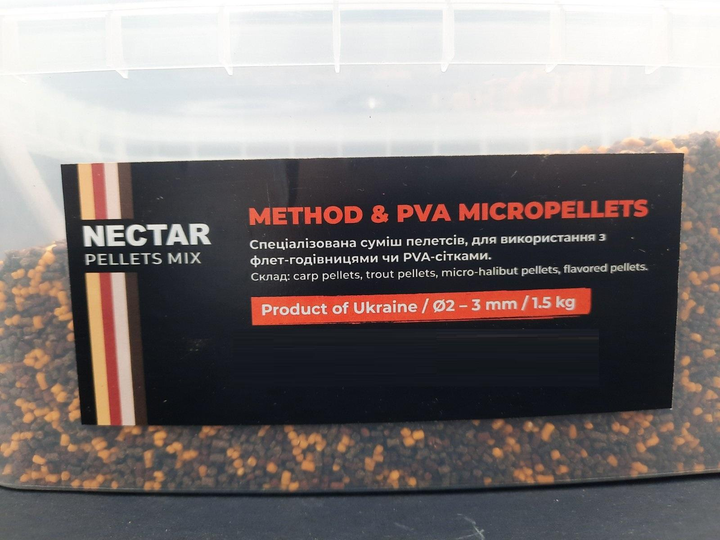 NECTAR
PELLETS MIX
METHOD & PVA MICROPELLETS
Спеціалізована суміш пелетсів, для використання з
флет-годівницями чи PVA-сітками.
Склад: carp pellets, trout pellets, micro-halibut pellets, flavored pellets.
Product of Ukraine / Ø2 – 3 mm / 1.5 kg